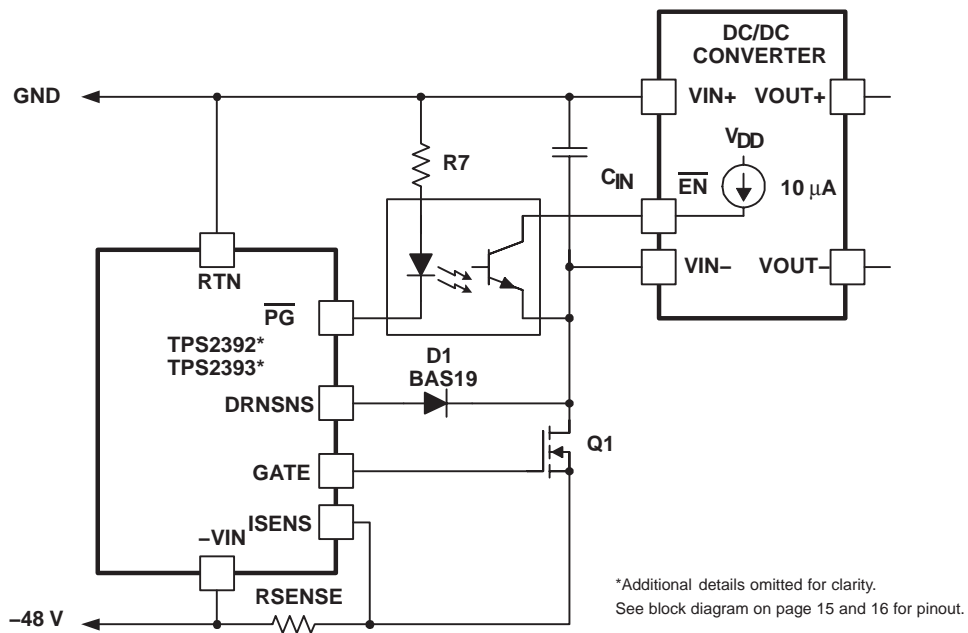 DC/DC
CONVERTER
GND
VIN+
VOUT+
VDD
R7
CIN
EN
10 µA
VIN–
VOUT–
RTN
PG
TPS2392*
TPS2393*
D1
BAS19
DRNSNS
Q1
GATE
ISENS
–VIN
RSENSE
–48 V
*Additional details omitted for clarity.
See block diagram on page 15 and 16 for pinout.